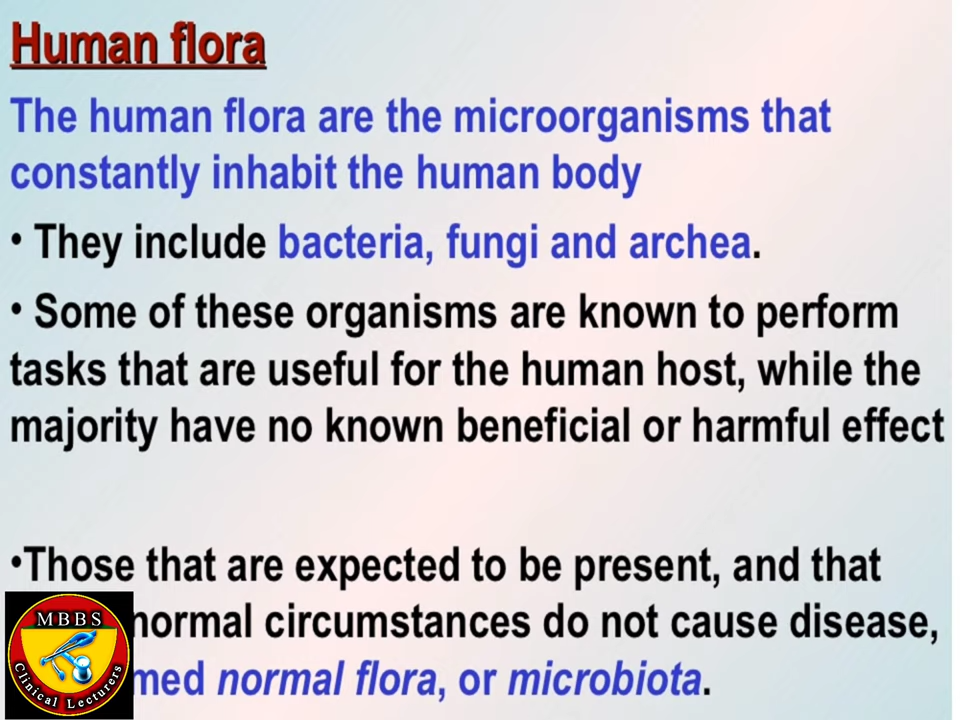 Human flora
The human flora are the microorganisms that
constantly inhabit the human body
• They include bacteria, fungi and archea.
• Some of these organisms are known to perform
tasks that are useful for the human host, while the
majority have no known beneficial or harmful effect
•Those that are expected to be present, and that
normal circumstances do not cause disease,
med normal flora, or microbiota.
MBBS
Clinical Lecturers